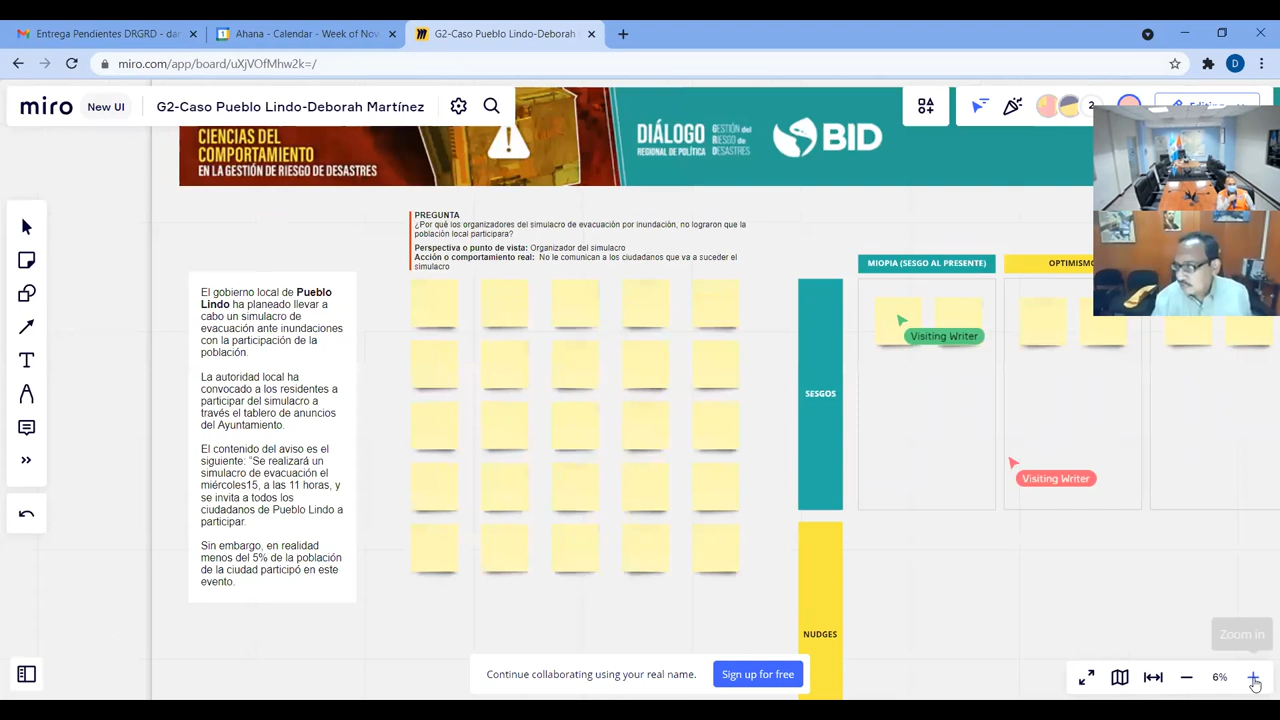 Entrega Pendientes DRGRD - da
Ahana - Calendar - Week of Nov
G2-Caso Pueblo Lindo-Deborah
miro.com/app/board/uXjVOfMhw2k=/
D
miro
New UI
G2-Caso Pueblo Lindo-Deborah Martínez
2
Editing
CIENCIAS DEL
COMPORTAMIENTO
EN LA GESTIÓN DE RIESGO DE DESASTRES
DIÁLOGO
REGIONAL DE POLÍTICA
GESTIÓN DEL
RIESGO DE
DESASTRES
BID
PREGUNTA
¿Por qué los organizadores del simulacro de evacuación por inundación, no lograron que la
población local participara?
Perspectiva o punto de vista: Organizador del simulacro
Acción o comportamiento real: No le comunican a los ciudadanos que va a suceder el
simulacro
El gobierno local de Pueblo
Lindo ha planeado llevar a
cabo un simulacro de
evacuación ante inundaciones
con la participación de la
población.
La autoridad local ha
convocado a los residentes a
participar del simulacro a
través el tablero de anuncios
del Ayuntamiento.
El contenido del aviso es el
siguiente: “Se realizará un
simulacro de evacuación el
miércoles15, a las 11 horas, y
se invita a todos los
ciudadanos de Pueblo Lindo a
participar.
Sin embargo, en realidad
menos del 5% de la población
de la ciudad participó en este
evento.
MIOPIA (SESGO AL PRESENTE)
OPTIMISMO
SESGOS
Visiting Writer
Visiting Writer
NUDGES
Continue collaborating using your real name.
Sign up for free
Zoom in
6%